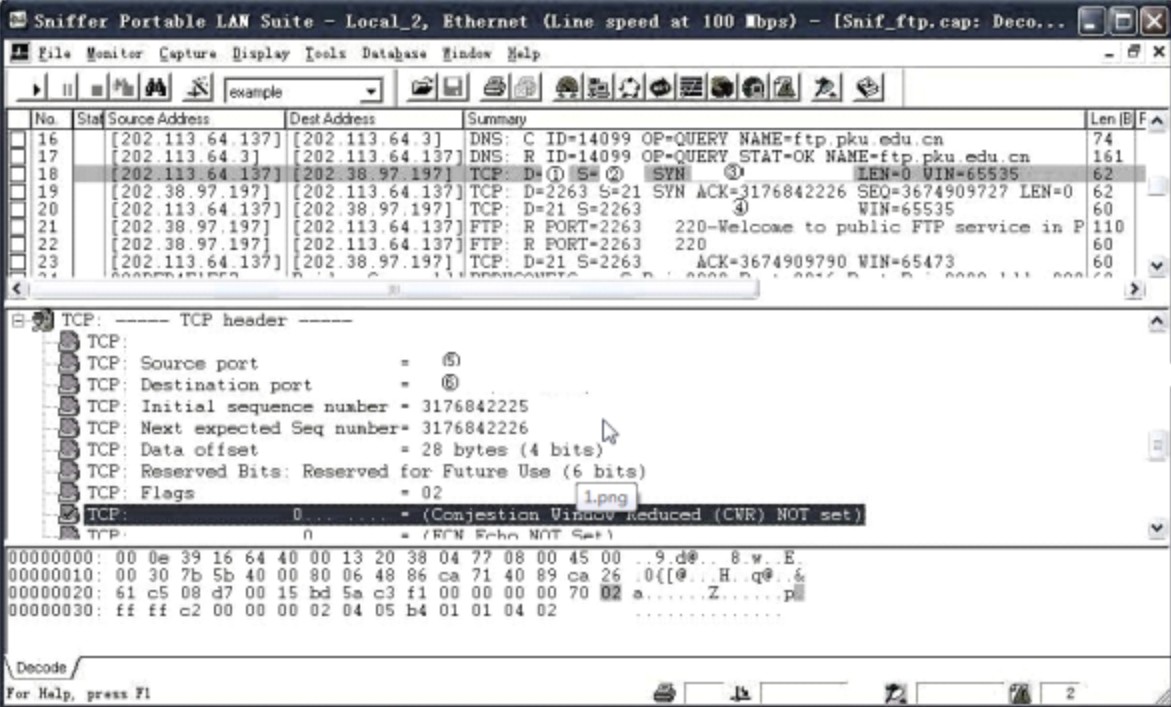 Sniffer Portable LAN Suite - Local_2, Ethernet (Line speed at 100 Mbps) - [Snif_ftp.cap: Deco...
File Monitor Capture Display Tools Database Window Help
example
No. Stat Source Address Dest Address Summary Len (B F
16 [202.113.64.137] [202.113.64.3] DNS: C ID=14099 OP=QUERY NAME=ftp.pku.edu.cn 74
17 [202.113.64.3] [202.113.64.137] DNS: R ID=14099 OP=QUERY STAT=OK NAME=ftp.pku.edu.cn 161
18 [202.113.64.137] [202.38.97.197] TCP: D=① S=② SYN ③ LEN=0 WIN=65535 62
19 [202.38.97.197] [202.113.64.137] TCP: D=2263 S=21 SYN ACK=3176842226 SEQ=3674909727 LEN=0 62
20 [202.113.64.137] [202.38.97.197] TCP: D=21 S=2263 ④ WIN=65535 60
21 [202.38.97.197] [202.113.64.137] FTP: R PORT=2263 220-Welcome to public FTP service in P 110
22 [202.38.97.197] [202.113.64.137] FTP: R PORT=2263 220 60
23 [202.113.64.137] [202.38.97.197] TCP: D=21 S=2263 ACK=3674909790 WIN=65473 60
TCP: ----- TCP header -----
TCP:
TCP: Source port = ⑤
TCP: Destination port = ⑥
TCP: Initial sequence number = 3176842225
TCP: Next expected Seq number= 3176842226
TCP: Data offset = 28 bytes (4 bits)
TCP: Reserved Bits: Reserved for Future Use (6 bits)
TCP: Flags = 02
1.png
TCP: 0... .... = (Conjestion Window Reduced (CWR) NOT set)
TCP: 0 = (ECN Echo NOT Set)
00000000: 00 0e 39 16 64 40 00 13 20 38 04 77 08 00 45 00 ..9.d@.. 8.w..E.
00000010: 00 30 7b 5b 40 00 80 06 48 86 ca 71 40 89 ca 26 .0{[@...H..q@..&
00000020: 61 c5 08 d7 00 15 bd 5a c3 f1 00 00 00 00 70 02 a......Z......p
00000030: ff ff c2 00 00 00 02 04 05 b4 01 01 04 02 ..............
Decode
For Help, press F1 2